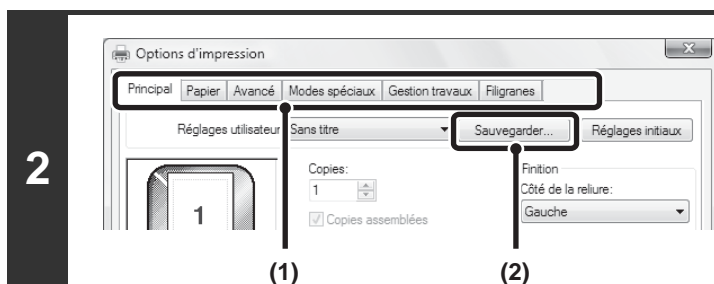 2
Options d'impression
Principal Papier Avancé Modes spéciaux Gestion travaux Filigranes
Réglages utilisateur Sans titre Sauvegarder... Réglages initiaux
Copies:
1
Copies assemblées
Finition
Côté de la reliure:
Gauche
1
(1) (2)